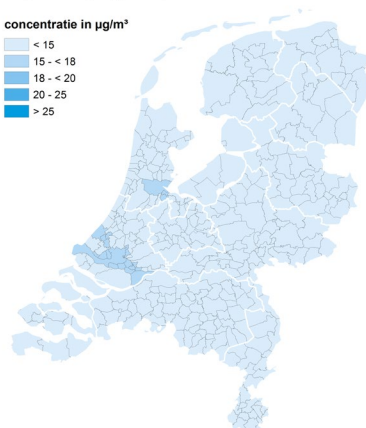 concentratie in µg/m³
< 15
15 - < 18
18 - < 20
20 - 25
> 25